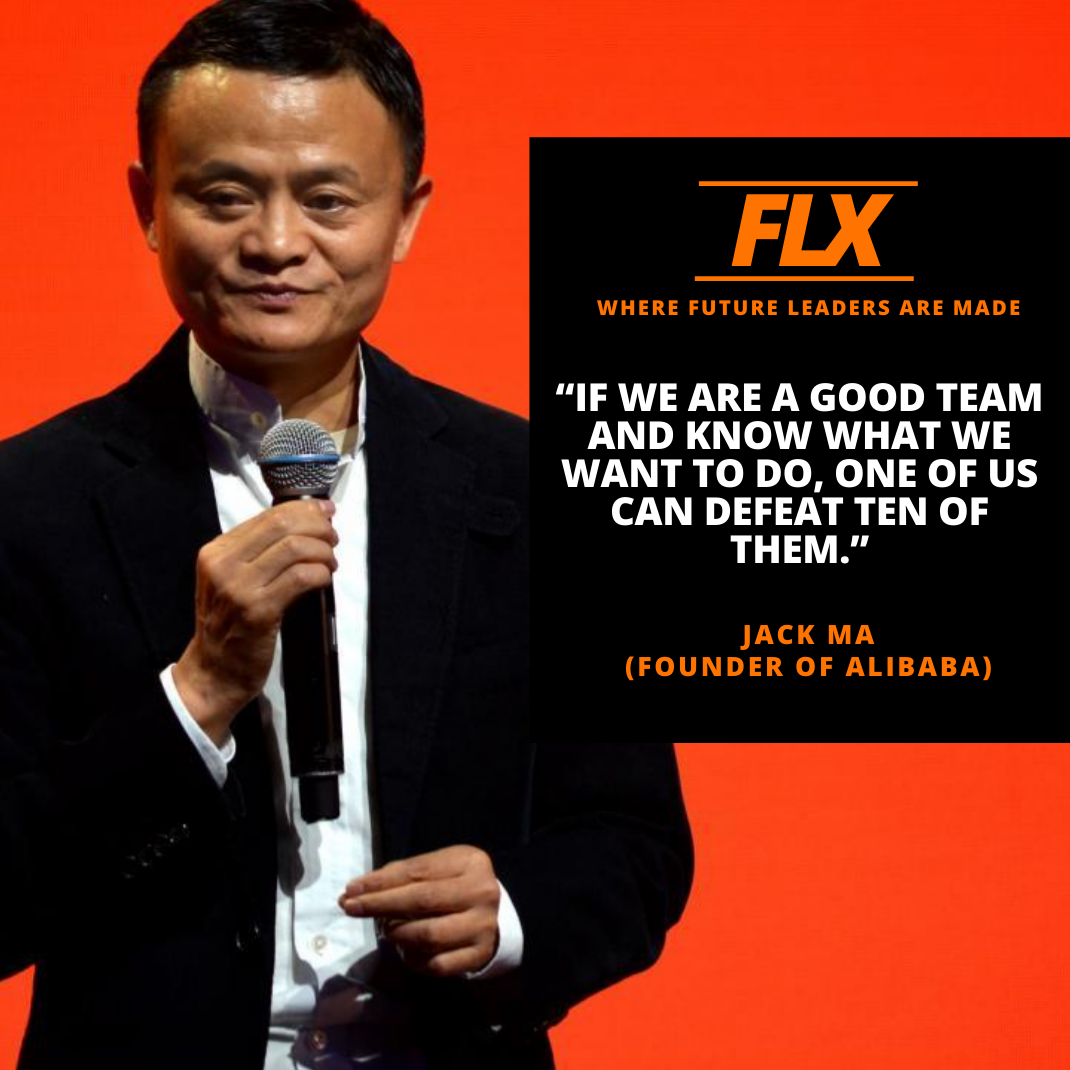 FLX
WHERE FUTURE LEADERS ARE MADE
“IF WE ARE A GOOD TEAM
AND KNOW WHAT WE
WANT TO DO, ONE OF US
CAN DEFEAT TEN OF
THEM.”
JACK MA
(FOUNDER OF ALIBABA)